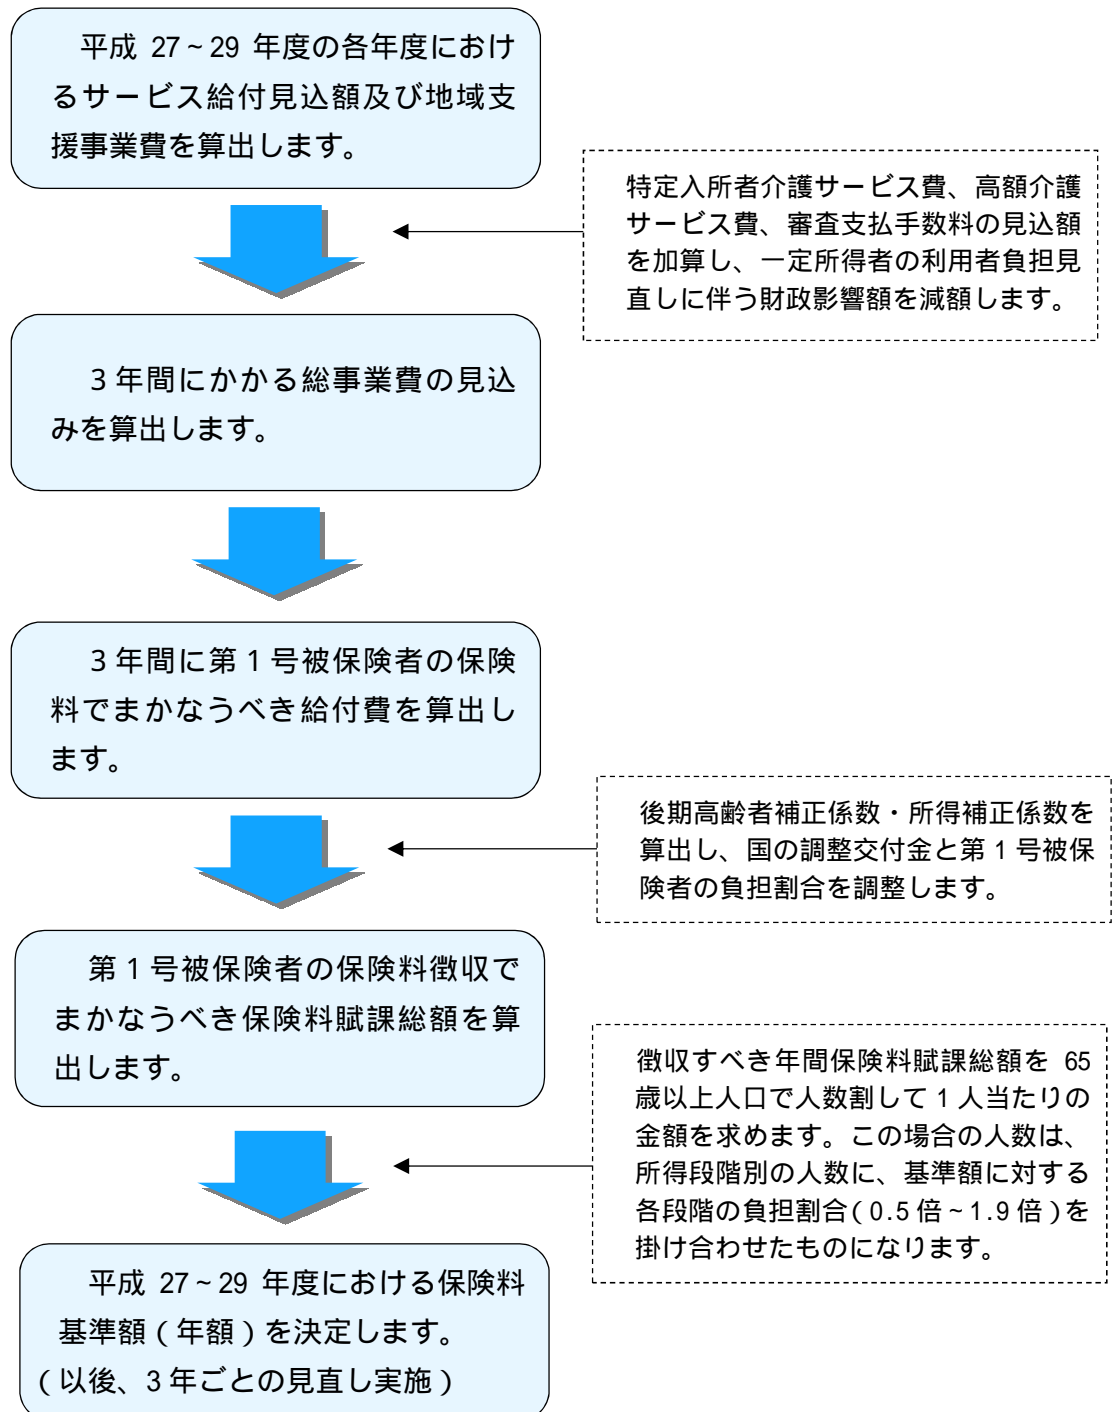 平成 27～29 年度の各年度におけ
るサービス給付見込額及び地域支
援事業費を算出します。
特定入所者介護サービス費、高額介護
サービス費、審査支払手数料の見込額
を加算し、一定所得者の利用者負担見
直しに伴う財政影響額を減額します。
３年間にかかる総事業費の見込
みを算出します。
３年間に第１号被保険者の保険
料でまかなうべき給付費を算出し
ます。
後期高齢者補正係数・所得補正係数を
算出し、国の調整交付金と第１号被保
険者の負担割合を調整します。
第１号被保険者の保険料徴収で
まかなうべき保険料賦課総額を算
出します。
徴収すべき年間保険料賦課総額を 65
歳以上人口で人数割して１人当たりの
金額を求めます。この場合の人数は、
所得段階別の人数に、基準額に対する
各段階の負担割合（0.5 倍～1.9 倍）を
掛け合わせたものになります。
平成 27～29 年度における保険料
基準額（年額）を決定します。
（以後、3 年ごとの見直し実施）